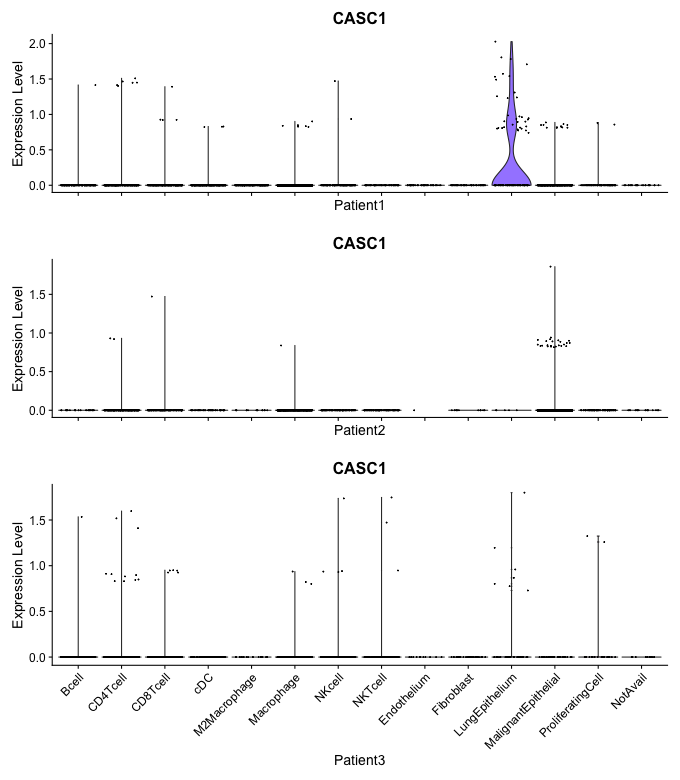 CASC1
Expression Level
2.0
1.5
1.0
0.5
0.0
Patient1
CASC1
Expression Level
1.5
1.0
0.5
0.0
Patient2
CASC1
Expression Level
1.5
1.0
0.5
0.0
Bcell
CD4Tcell
CD8Tcell
cDC
M2Macrophage
Macrophage
NKcell
NKTcell
Endothelium
Fibroblast
LungEpithelium
MalignantEpithelial
ProliferatingCell
NotAvail
Patient3